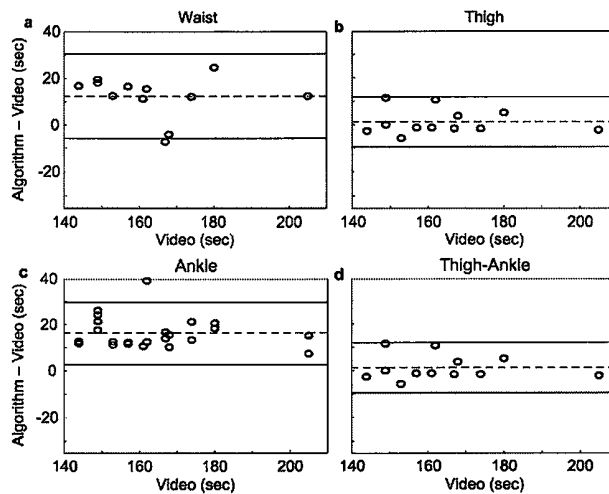 a Waist
40
20
0
-20
Algorithm – Video (sec)
140 160 180 200
Video (sec)
b Thigh
140 160 180 200
Video (sec)
c Ankle
40
20
0
-20
Algorithm – Video (sec)
140 160 180 200
Video (sec)
d Thigh-Ankle
140 160 180 200
Video (sec)